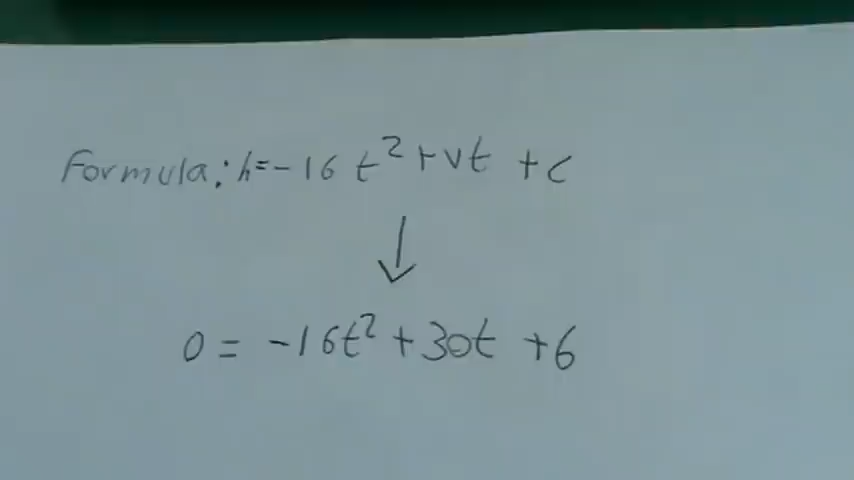 Formula: h=-16t²+vt +c
0 = -16t² +30t +6